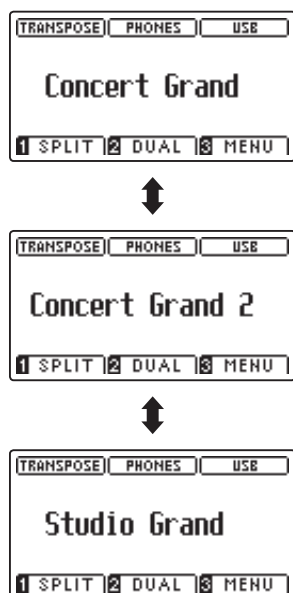 TRANSPOSE PHONES USB
Concert Grand
1 SPLIT 2 DUAL 3 MENU
TRANSPOSE PHONES USB
Concert Grand 2
1 SPLIT 2 DUAL 3 MENU
TRANSPOSE PHONES USB
Studio Grand
1 SPLIT 2 DUAL 3 MENU